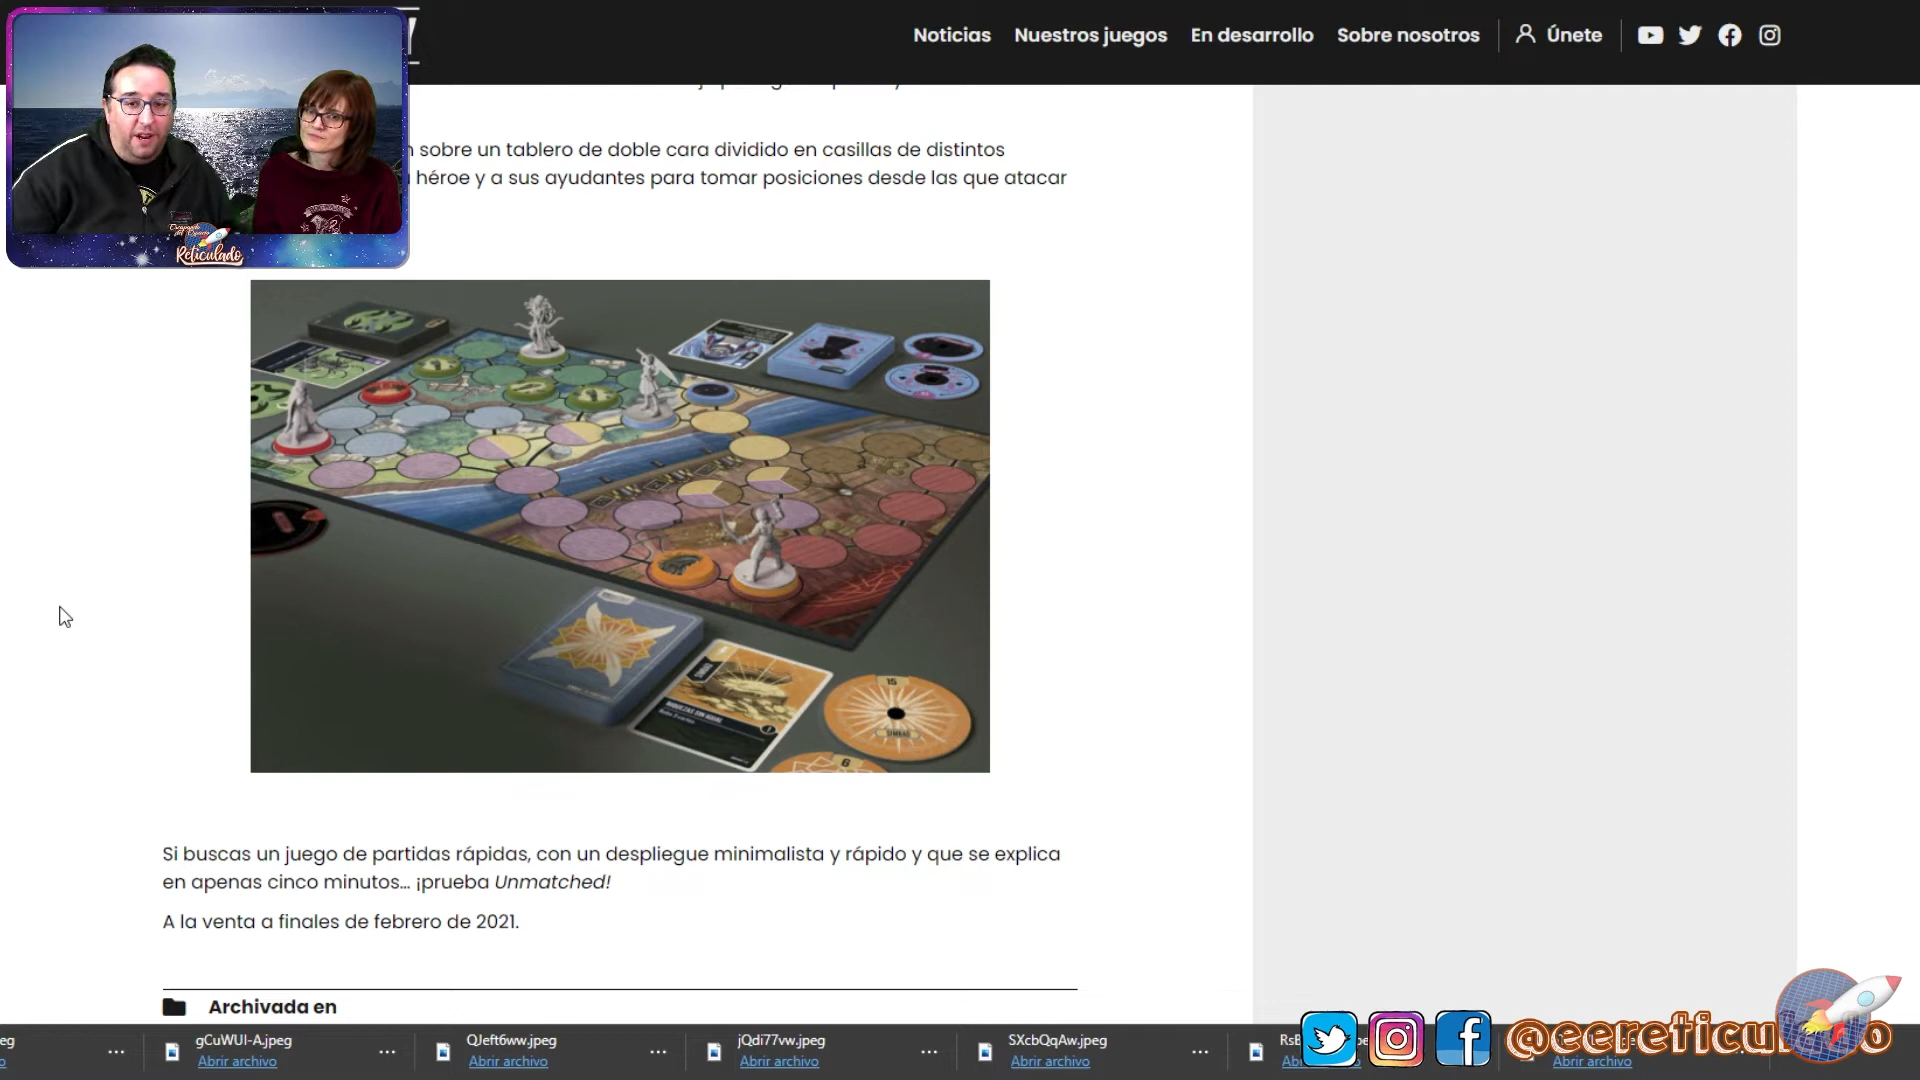 Noticias Nuestros juegos En desarrollo Sobre nosotros Únete
sobre un tablero de doble cara dividido en casillas de distintos
héroe y a sus ayudantes para tomar posiciones desde las que atacar
Reticulado
15
SIMBAD
6
Si buscas un juego de partidas rápidas, con un despliegue minimalista y rápido y que se explica
en apenas cinco minutos... ¡prueba Unmatched!
A la venta a finales de febrero de 2021.
Archivada en
gCuWUI-A.jpeg
Abrir archivo
QJeft6ww.jpeg
Abrir archivo
jQdi77vw.jpeg
Abrir archivo
SXcbQqAw.jpeg
Abrir archivo
Abrir archivo